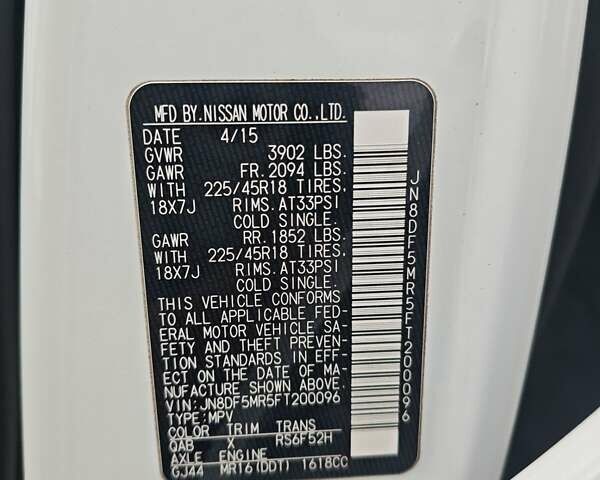 MFD BY.NISSAN MOTOR CO.,LTD.
DATE 4/15
GVWR 3902 LBS.
GAWR FR. 2094 LBS.
WITH 225/45R18 TIRES.
18X7J RIMS. AT33PSI
COLD SINGLE.
GAWR RR. 1852 LBS.
WITH 225/45R18 TIRES.
18X7J RIMS. AT33PSI
COLD SINGLE.
THIS VEHICLE CONFORMS
TO ALL APPLICABLE FED-
ERAL MOTOR VEHICLE SA-
FETY AND THEFT PREVEN-
TION STANDARDS IN EFF-
ECT ON THE DATE OF MA-
NUFACTURE SHOWN ABOVE.
VIN: JN8DF5MR5FT200096
TYPE: MPV
COLOR TRIM TRANS
QAB X RS6F52H
AXLE ENGINE
GJ44 MR16(DDT) 1618CC
JN8DF5MR5FT200096